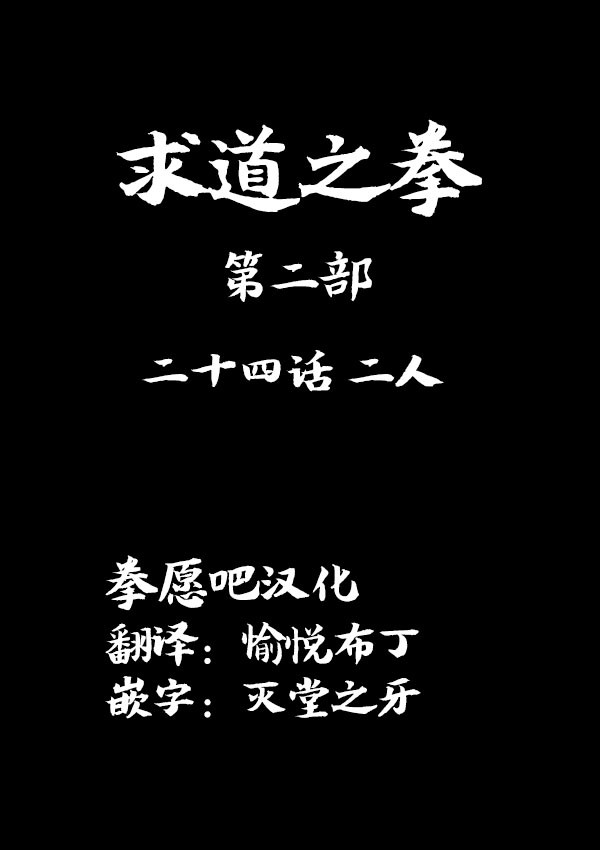 求道之拳
第二部
二十四话 二人
拳愿吧汉化
翻译：愉悦布丁
嵌字：灭堂之牙